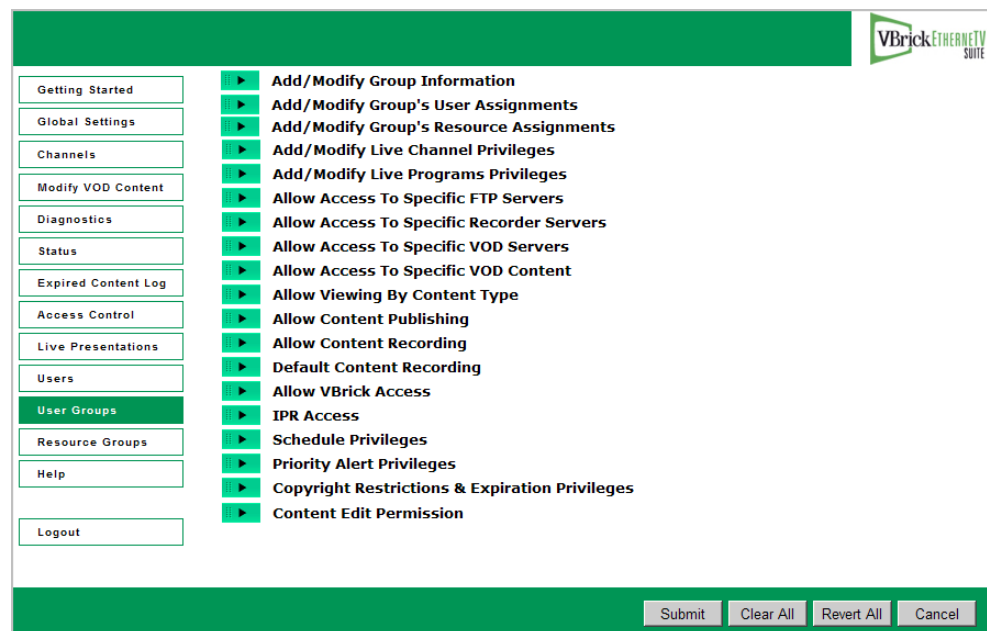 VBrick ETHERNETV
SUITE
Getting Started
Global Settings
Channels
Modify VOD Content
Diagnostics
Status
Expired Content Log
Access Control
Live Presentations
Users
User Groups
Resource Groups
Help
Logout
Add/Modify Group Information
Add/Modify Group's User Assignments
Add/Modify Group's Resource Assignments
Add/Modify Live Channel Privileges
Add/Modify Live Programs Privileges
Allow Access To Specific FTP Servers
Allow Access To Specific Recorder Servers
Allow Access To Specific VOD Servers
Allow Access To Specific VOD Content
Allow Viewing By Content Type
Allow Content Publishing
Allow Content Recording
Default Content Recording
Allow VBrick Access
IPR Access
Schedule Privileges
Priority Alert Privileges
Copyright Restrictions & Expiration Privileges
Content Edit Permission
Submit
Clear All
Revert All
Cancel